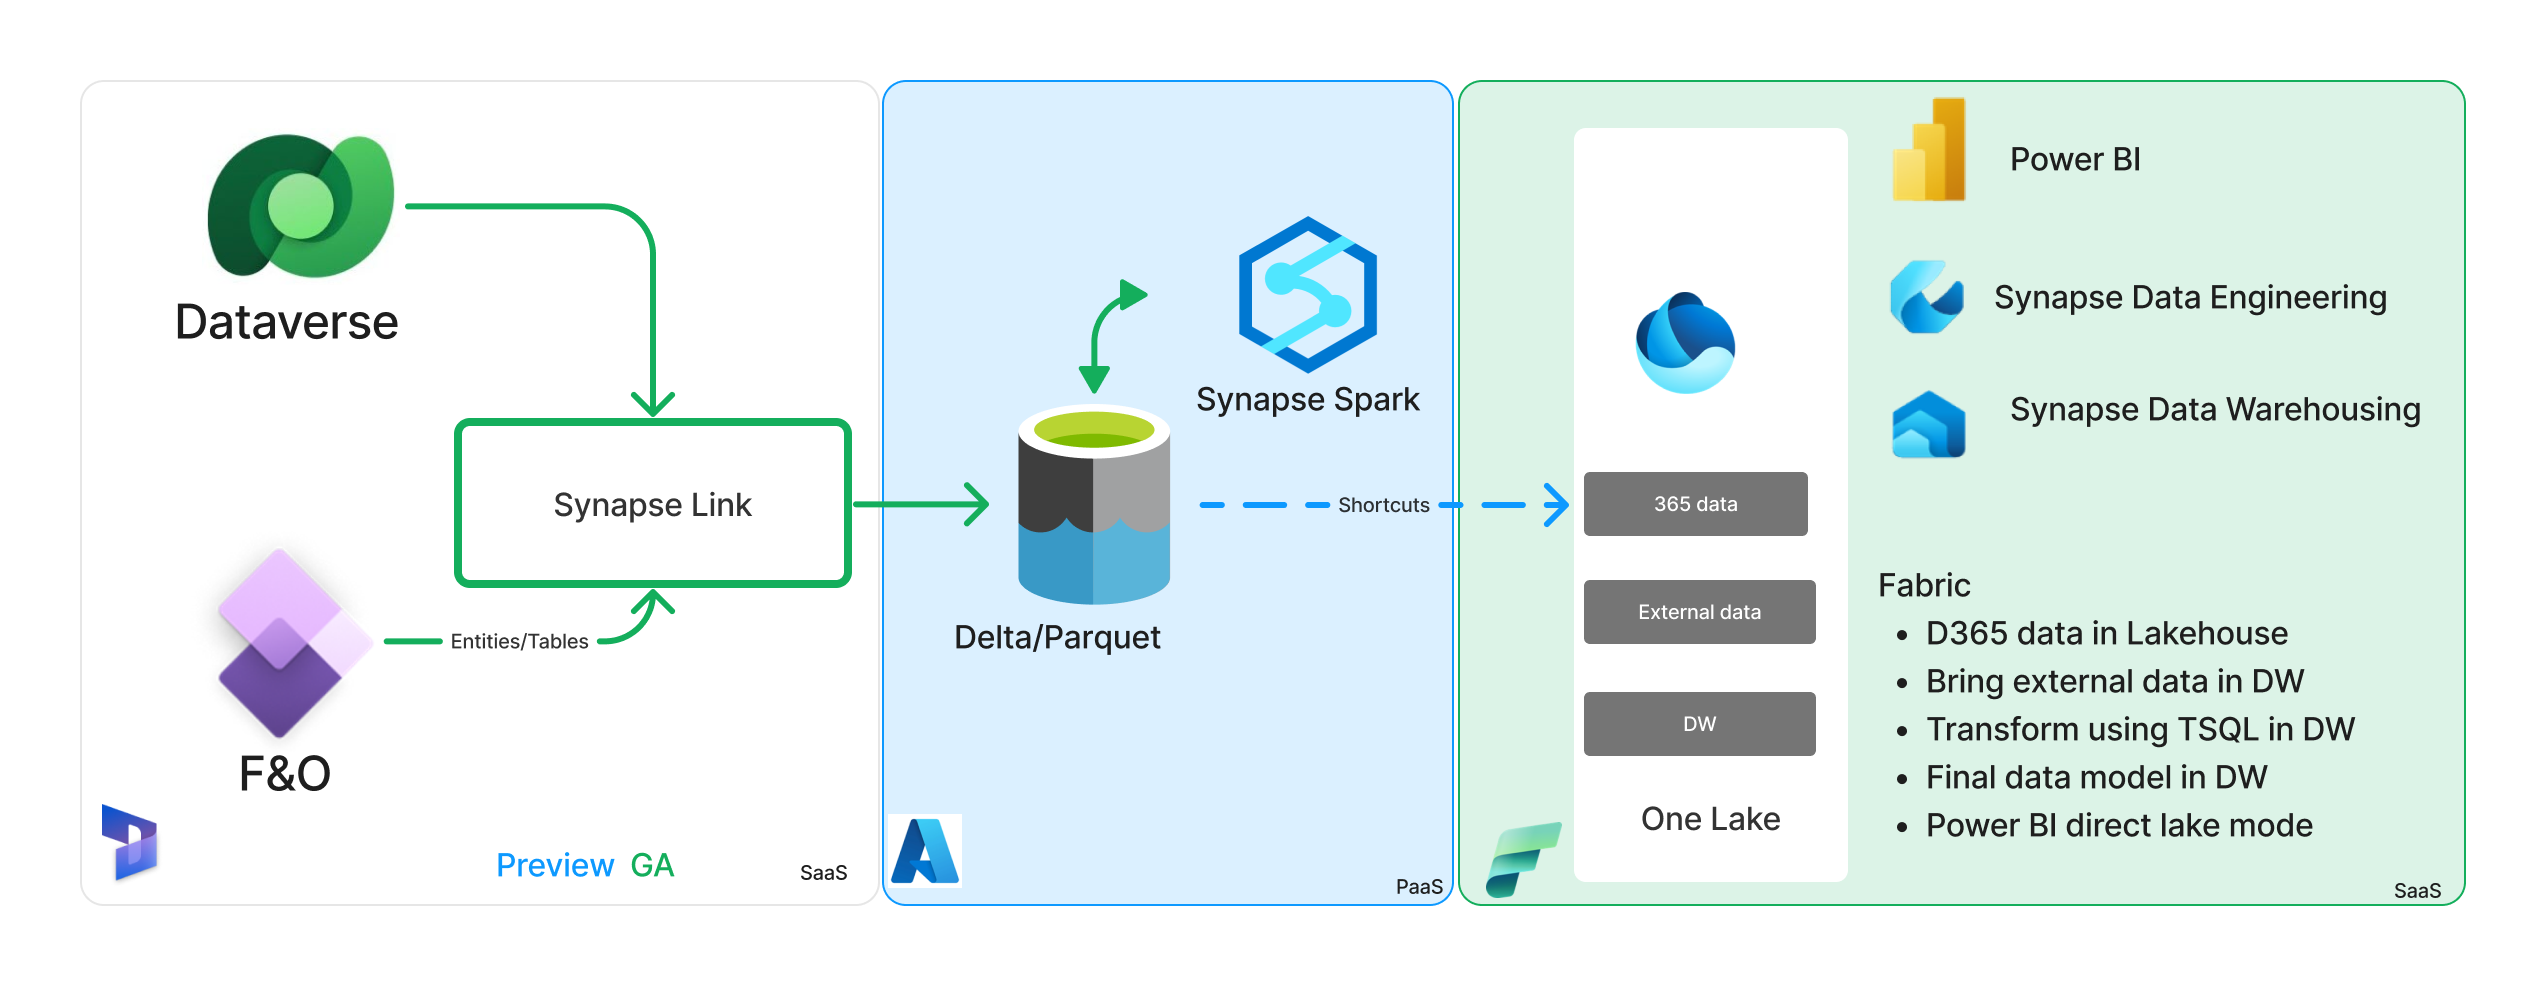 Dataverse
Synapse Link
Entities/Tables
F&O
Preview GA
SaaS
Synapse Spark
Delta/Parquet
Shortcuts
PaaS
365 data
External data
DW
One Lake
Power BI
Synapse Data Engineering
Synapse Data Warehousing
Fabric
• D365 data in Lakehouse
• Bring external data in DW
• Transform using TSQL in DW
• Final data model in DW
• Power BI direct lake mode
SaaS